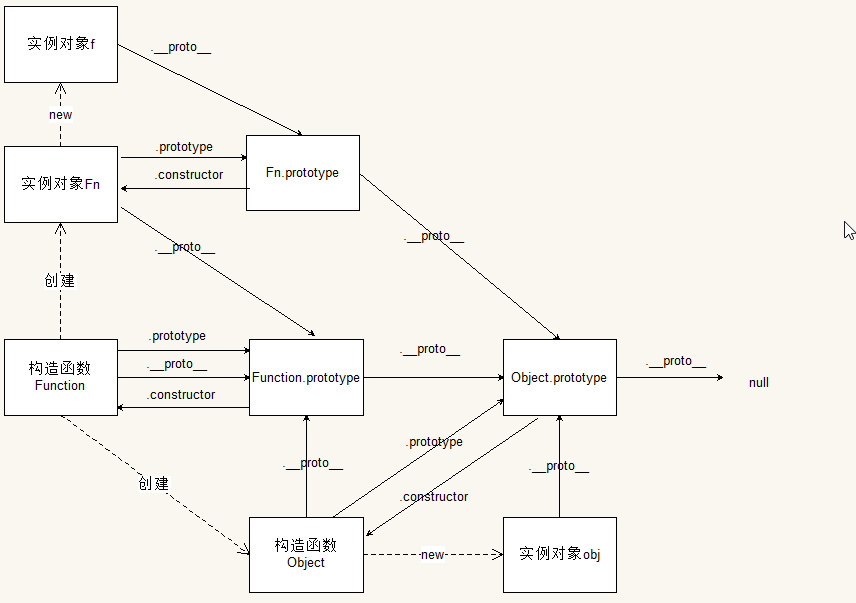 实例对象f
.__proto__
new
.prototype
实例对象Fn
Fn.prototype
.constructor
.__proto__
.__proto__
创建
.prototype
构造函数
Function
.__proto__
.constructor
Function.prototype
.__proto__
Object.prototype
.__proto__
null
创建
.__proto__
.prototype
.__proto__
.constructor
构造函数
Object
new
实例对象obj